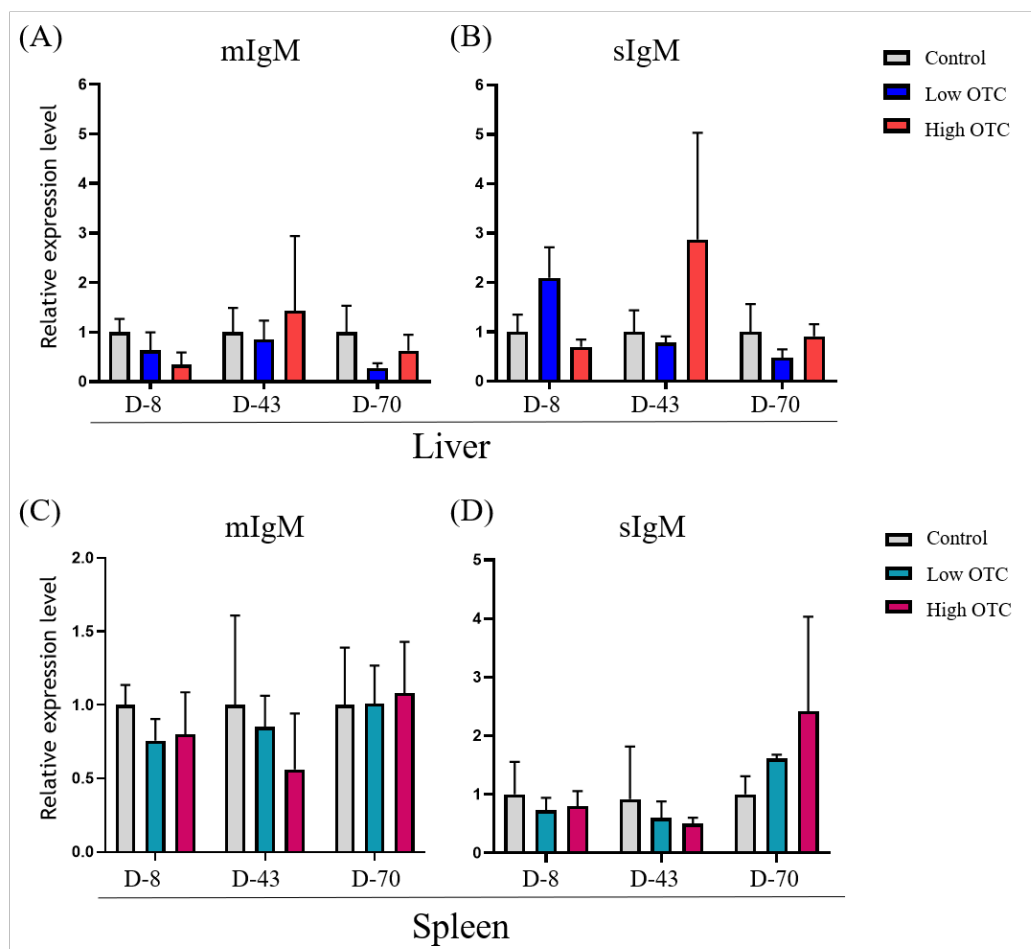 (A)
mIgM
Relative expression level
6
5
4
3
2
1
0
D-8 D-43 D-70
(B)
sIgM
6
5
4
3
2
1
0
D-8 D-43 D-70
Control
Low OTC
High OTC
Liver
(C)
mIgM
Relative expression level
2.0
1.5
1.0
0.5
0.0
D-8 D-43 D-70
(D)
sIgM
5
4
3
2
1
0
D-8 D-43 D-70
Control
Low OTC
High OTC
Spleen